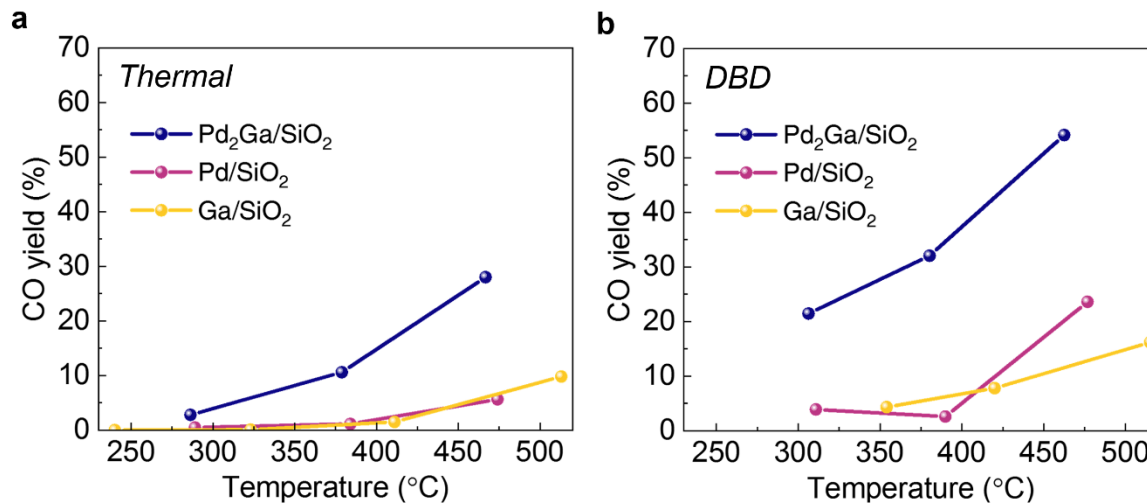 a
Thermal
Pd₂Ga/SiO₂
Pd/SiO₂
Ga/SiO₂
CO yield (%)
70
60
50
40
30
20
10
0
250 300 350 400 450 500
Temperature (°C)
b
DBD
Pd₂Ga/SiO₂
Pd/SiO₂
Ga/SiO₂
CO yield (%)
70
60
50
40
30
20
10
0
250 300 350 400 450 500
Temperature (°C)